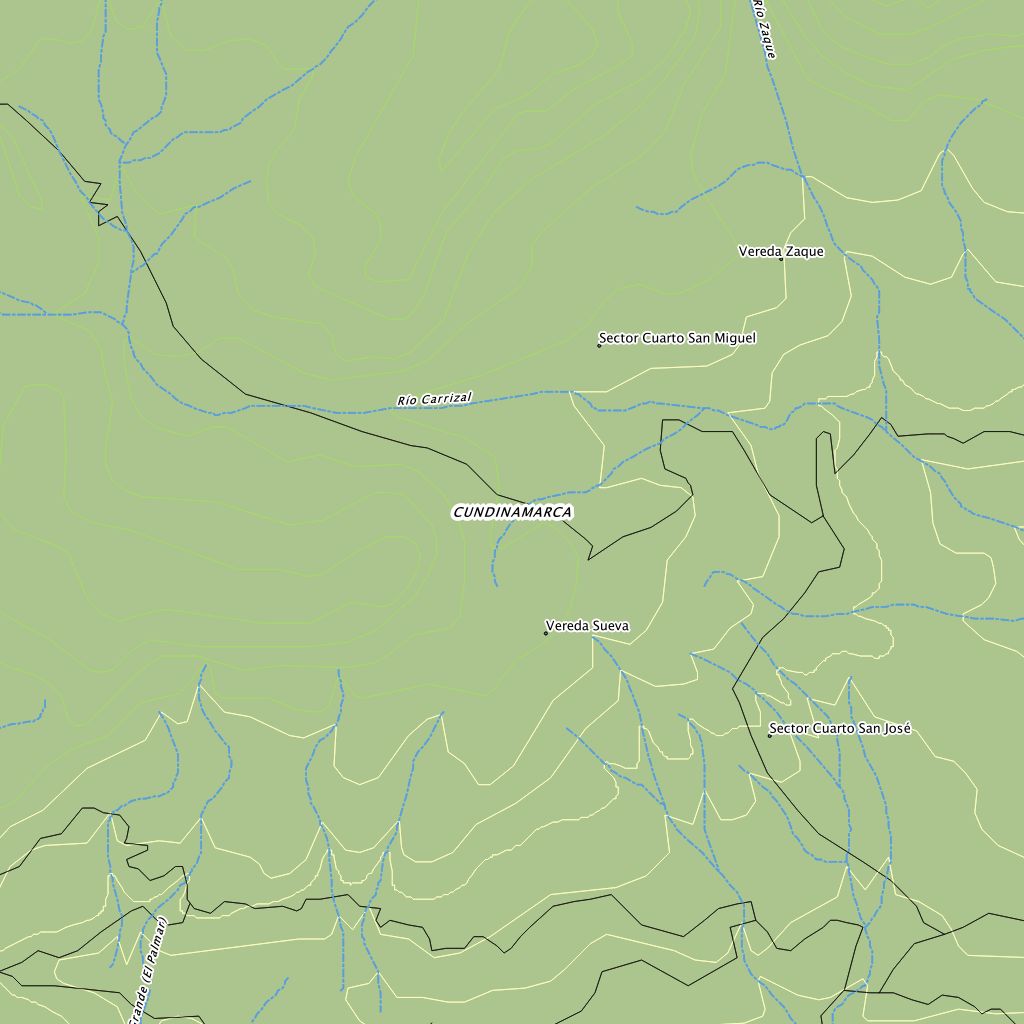 Río Zaque
Vereda Zaque
Sector Cuarto San Miguel
Río Carrizal
CUNDINAMARCA
Vereda Sueva
Sector Cuarto San José
Grande (El Palmar)